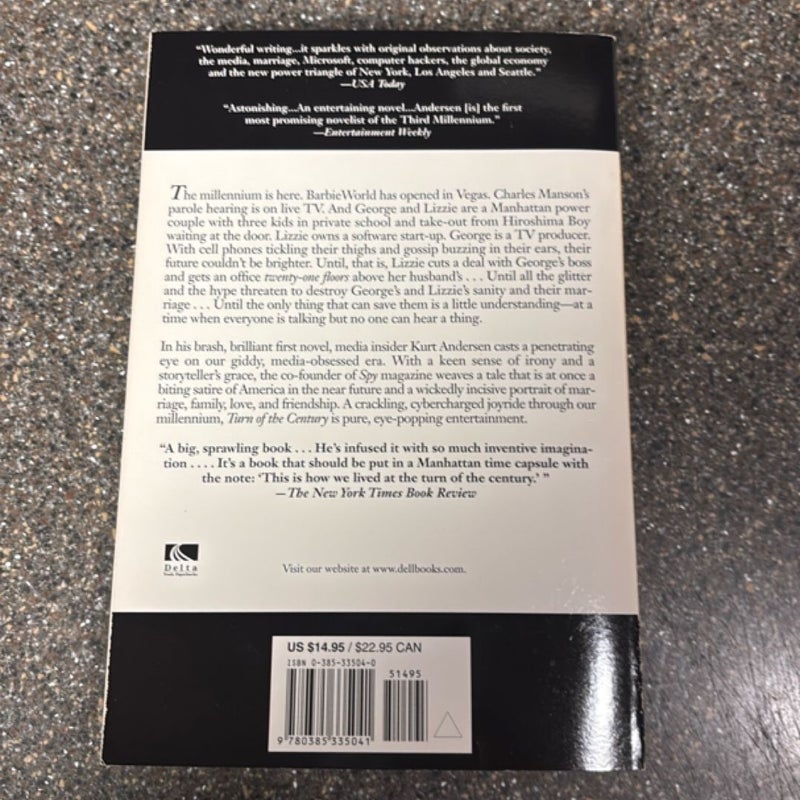 “Wonderful writing...it sparkles with original observations about society,
the media, marriage, Microsoft, computer hackers, the global economy
and the new power triangle of New York, Los Angeles and Seattle.”
—USA Today
“Astonishing...An entertaining novel...Andersen [is] the first
most promising novelist of the Third Millennium.”
—Entertainment Weekly
The millennium is here. BarbieWorld has opened in Vegas. Charles Manson’s
parole hearing is on live TV. And George and Lizzie are a Manhattan power
couple with three kids in private school and take-out from Hiroshima Boy
waiting at the door. Lizzie owns a software start-up. George is a TV producer.
With cell phones tickling their thighs and gossip buzzing in their ears, their
future couldn’t be brighter. Until, that is, Lizzie cuts a deal with George’s boss
and gets an office twenty-one floors above her husband’s . . . Until all the glitter
and the hype threaten to destroy George’s and Lizzie’s sanity and their mar-
riage . . . Until the only thing that can save them is a little understanding—at a
time when everyone is talking but no one can hear a thing.
In his brash, brilliant first novel, media insider Kurt Andersen casts a penetrating
eye on our giddy, media-obsessed era. With a keen sense of irony and a
storyteller’s grace, the co-founder of Spy magazine weaves a tale that is at once a
biting satire of America in the near future and a wickedly incisive portrait of mar-
riage, family, love, and friendship. A crackling, cybercharged joyride through our
millennium, Turn of the Century is pure, eye-popping entertainment.
“A big, sprawling book . . . He’s infused it with so much inventive imagina-
tion . . . . It’s a book that should be put in a Manhattan time capsule with
the note: ‘This is how we lived at the turn of the century.’ ”
—The New York Times Book Review
Delta
Trade Paperbacks
Visit our website at www.dellbooks.com.
US $14.95 / $22.95 CAN
ISBN 0-385-33504-0
51495
9 780385 335041